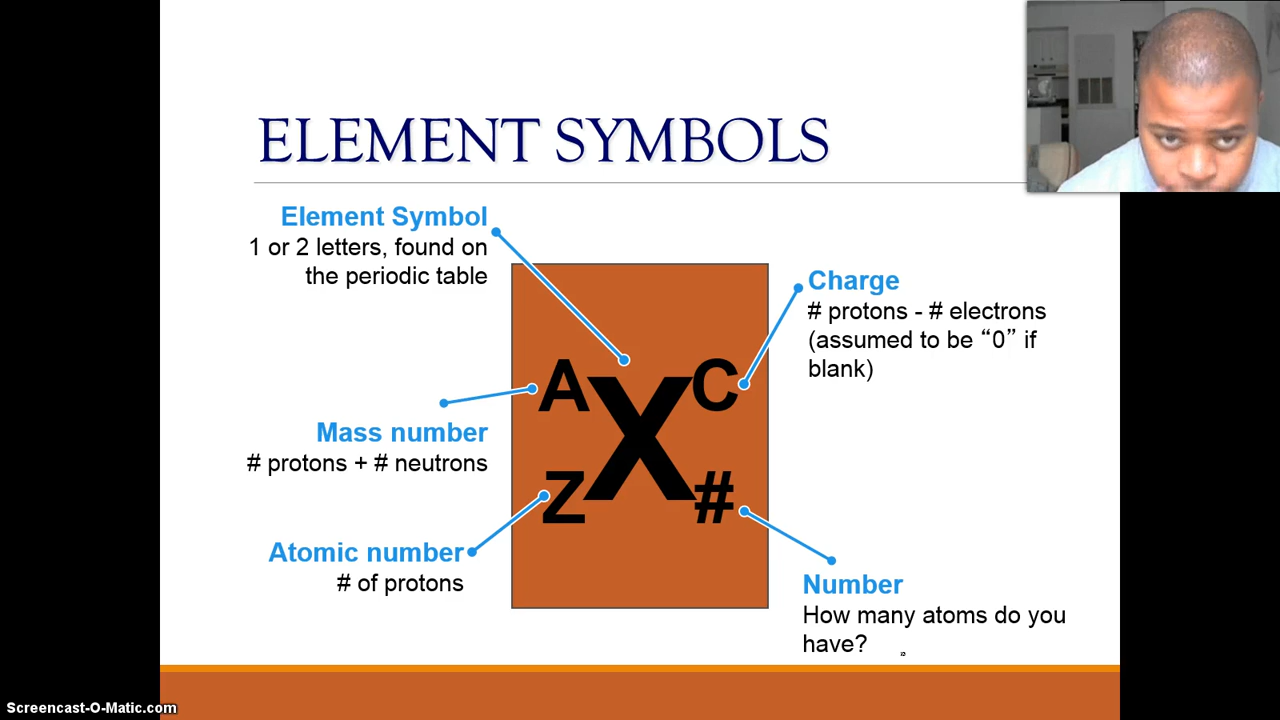 ELEMENT SYMBOLS
Element Symbol
1 or 2 letters, found on
the periodic table
Charge
# protons - # electrons
(assumed to be “0” if
blank)
A
X
C
Mass number
# protons + # neutrons
Z
#
Atomic number
# of protons
Number
How many atoms do you
have?
Screencast-O-Matic.com